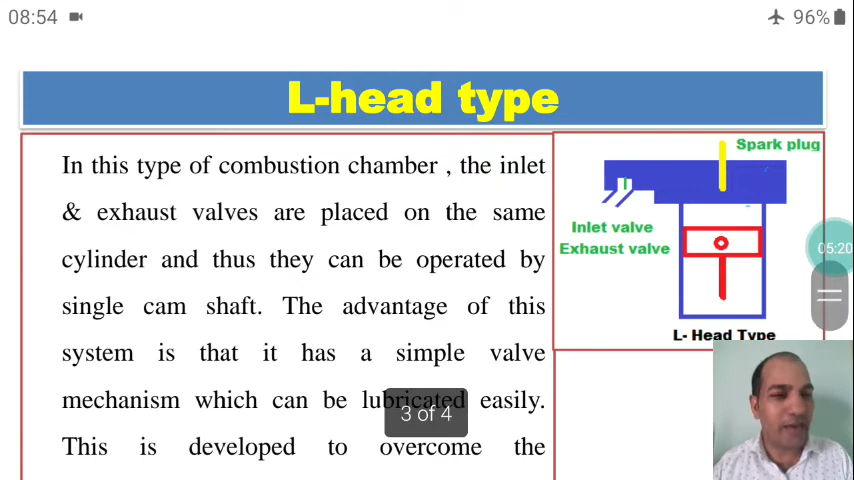 08:54
96%
L-head type
In this type of combustion chamber , the inlet
& exhaust valves are placed on the same
cylinder and thus they can be operated by
single cam shaft. The advantage of this
system is that it has a simple valve
mechanism which can be lubricated easily.
This is developed to overcome the
Spark plug
Inlet valve
Exhaust valve
L- Head Type
05:20
3 of 4